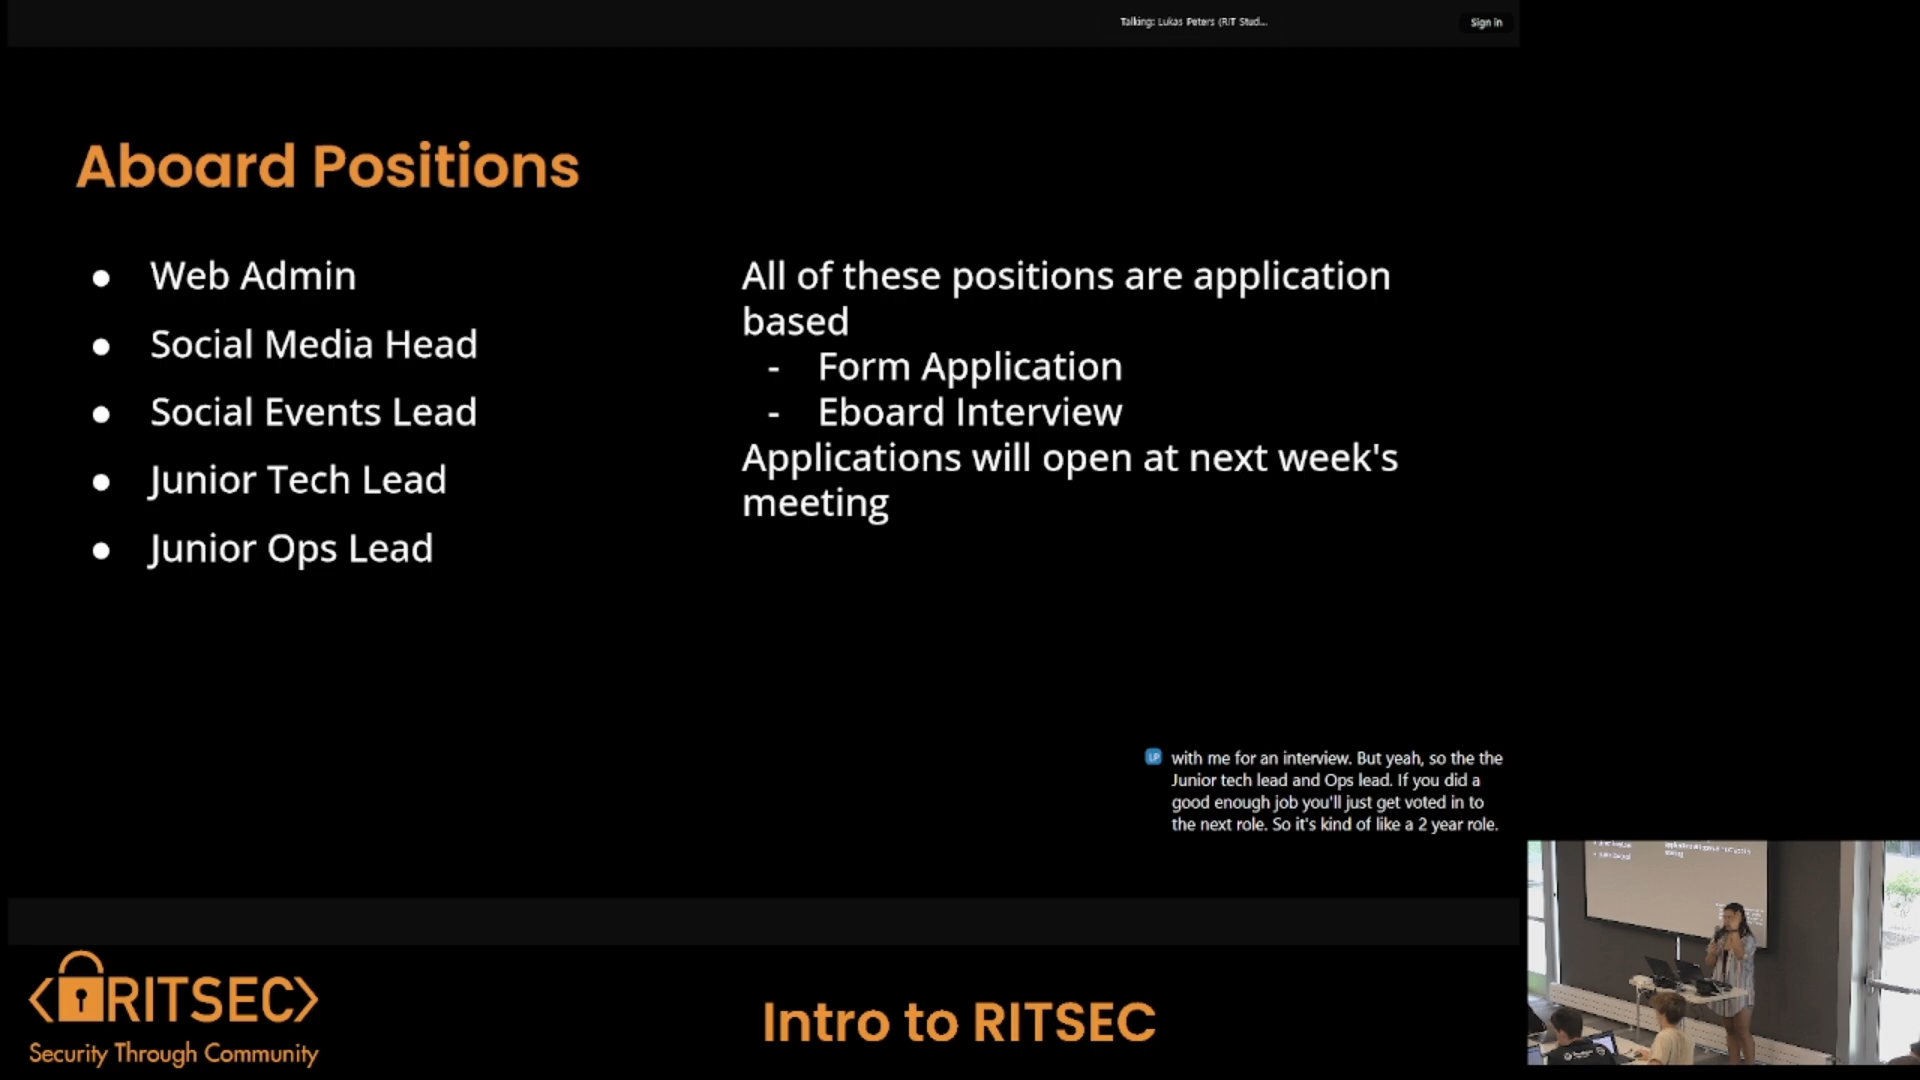 Talking: Lukas Peters (RIT Stud...
Sign in
Aboard Positions
● Web Admin
● Social Media Head
● Social Events Lead
● Junior Tech Lead
● Junior Ops Lead
All of these positions are application
based
- Form Application
- Eboard Interview
Applications will open at next week's
meeting
LP with me for an interview. But yeah, so the the
Junior tech lead and Ops lead. If you did a
good enough job you'll just get voted in to
the next role. So it's kind of like a 2 year role.
<RITSEC>
Security Through Community
Intro to RITSEC